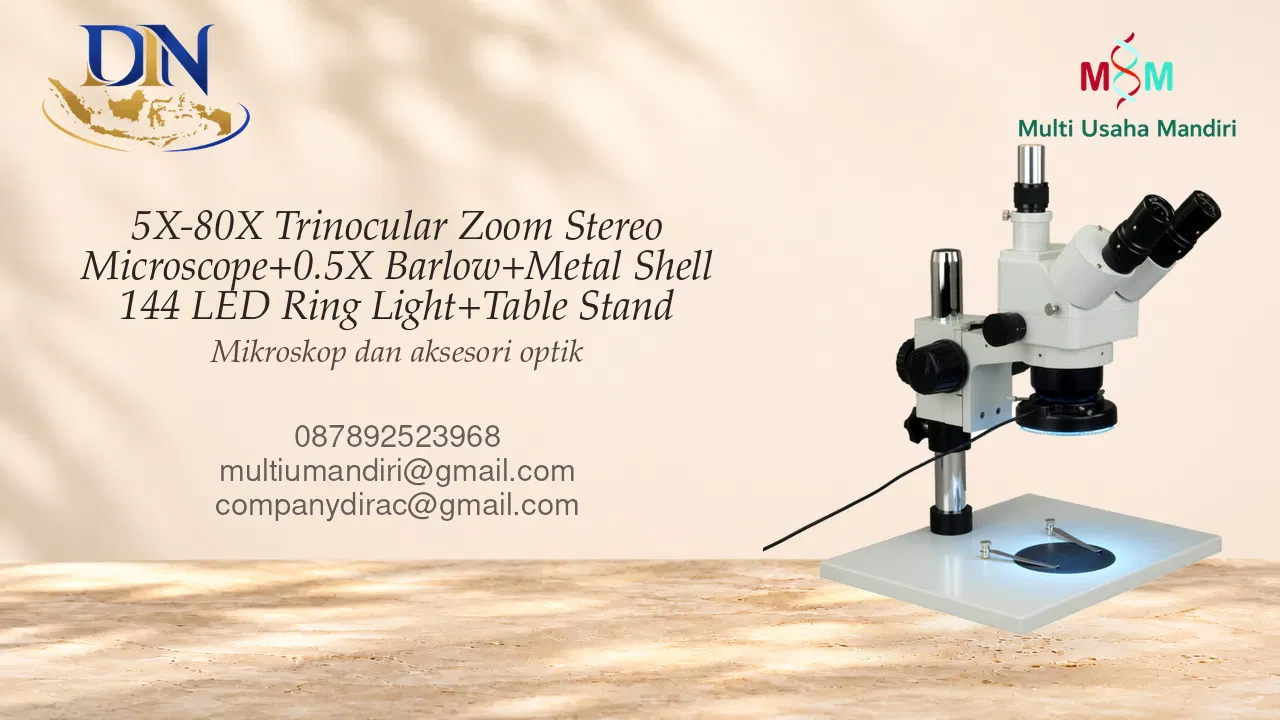 DIN
M M
Multi Usaha Mandiri
5X-80X Trinocular Zoom Stereo
Microscope+0.5X Barlow+Metal Shell
144 LED Ring Light+Table Stand
Mikroskop dan aksesori optik
087892523968
multiumandiri@gmail.com
companydirac@gmail.com